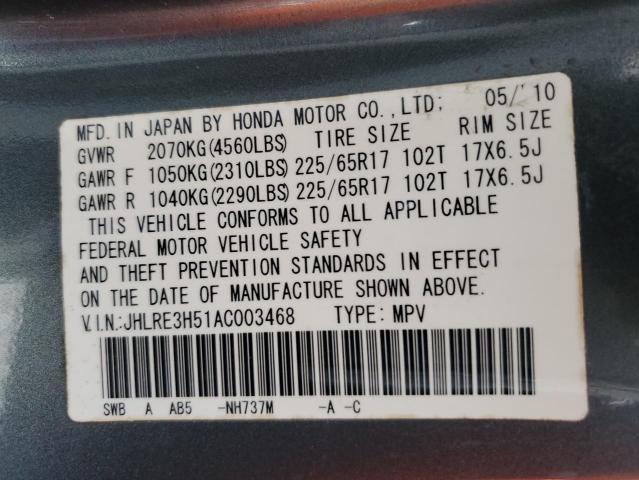 MFD. IN JAPAN BY HONDA MOTOR CO.,LTD: 05/'10
GVWR 2070KG(4560LBS) TIRE SIZE RIM SIZE
GAWR F 1050KG(2310LBS) 225/65R17 102T 17X6.5J
GAWR R 1040KG(2290LBS) 225/65R17 102T 17X6.5J
THIS VEHICLE CONFORMS TO ALL APPLICABLE
FEDERAL MOTOR VEHICLE SAFETY
AND THEFT PREVENTION STANDARDS IN EFFECT
ON THE DATE OF MANUFACTURE SHOWN ABOVE.
V.I.N.:JHLRE3H51AC003468 TYPE: MPV
SWB A AB5 -NH737M -A -C